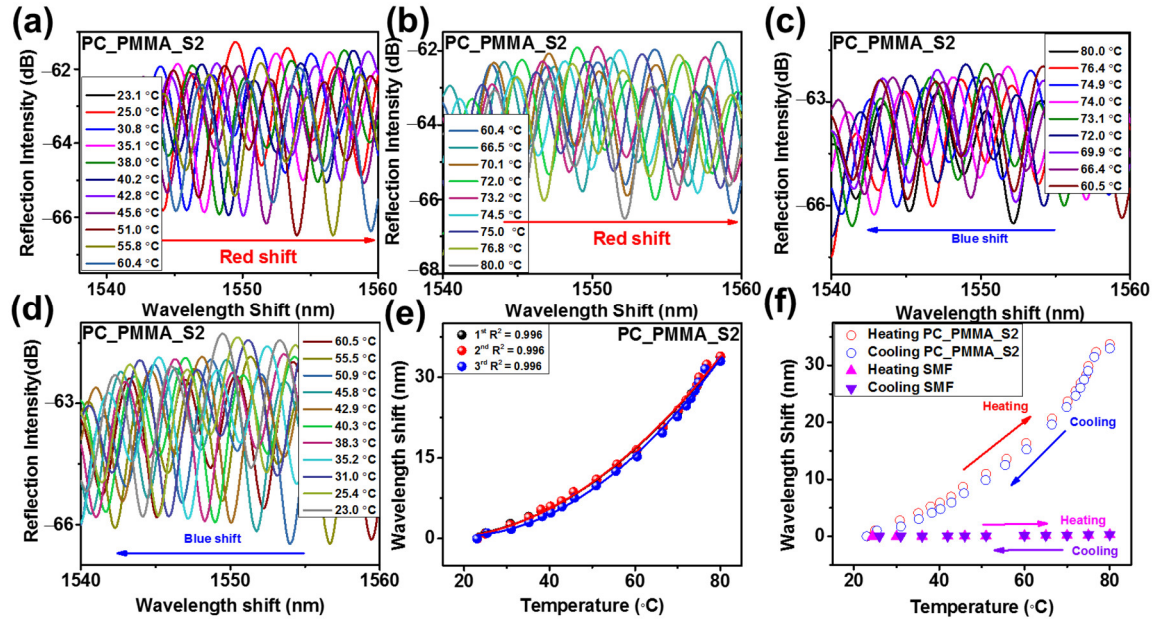 (a)
PC_PMMA_S2
Reflection Intensity (dB)
−62
−64
−66
23.1 °C
25.0 °C
30.8 °C
35.1 °C
38.0 °C
40.2 °C
42.8 °C
45.6 °C
51.0 °C
55.8 °C
60.4 °C
Red shift
1540
1550
1560
Wavelength Shift (nm)
(b)
PC_PMMA_S2
Reflection Intensity (dB)
−62
−64
−66
−68
60.4 °C
66.5 °C
70.1 °C
72.0 °C
73.2 °C
74.5 °C
75.0 °C
76.8 °C
80.0 °C
Red shift
1540
1550
1560
Wavelength Shift (nm)
(c)
PC_PMMA_S2
Reflection Intensity(dB)
−63
−66
80.0 °C
76.4 °C
74.9 °C
74.0 °C
73.1 °C
72.0 °C
69.9 °C
66.4 °C
60.5 °C
Blue shift
1540
1550
1560
Wavelength Shift (nm)
(d)
PC_PMMA_S2
Reflection Intensity(dB)
−63
−66
60.5 °C
55.5 °C
50.9 °C
45.8 °C
42.9 °C
40.3 °C
38.3 °C
35.2 °C
31.0 °C
25.4 °C
23.0 °C
Blue shift
1540
1550
1560
Wavelength shift (nm)
(e)
PC_PMMA_S2
1st R2 = 0.996
2nd R2 = 0.996
3rd R2 = 0.996
Wavelength shift (nm)
30
15
0
20
40
60
80
Temperature (◦C)
(f)
Heating PC_PMMA_S2
Cooling PC_PMMA_S2
Heating SMF
Cooling SMF
Heating
Cooling
Heating
Cooling
Wavelength Shift (nm)
30
20
10
0
20
30
40
50
60
70
80
Temperature (◦C)